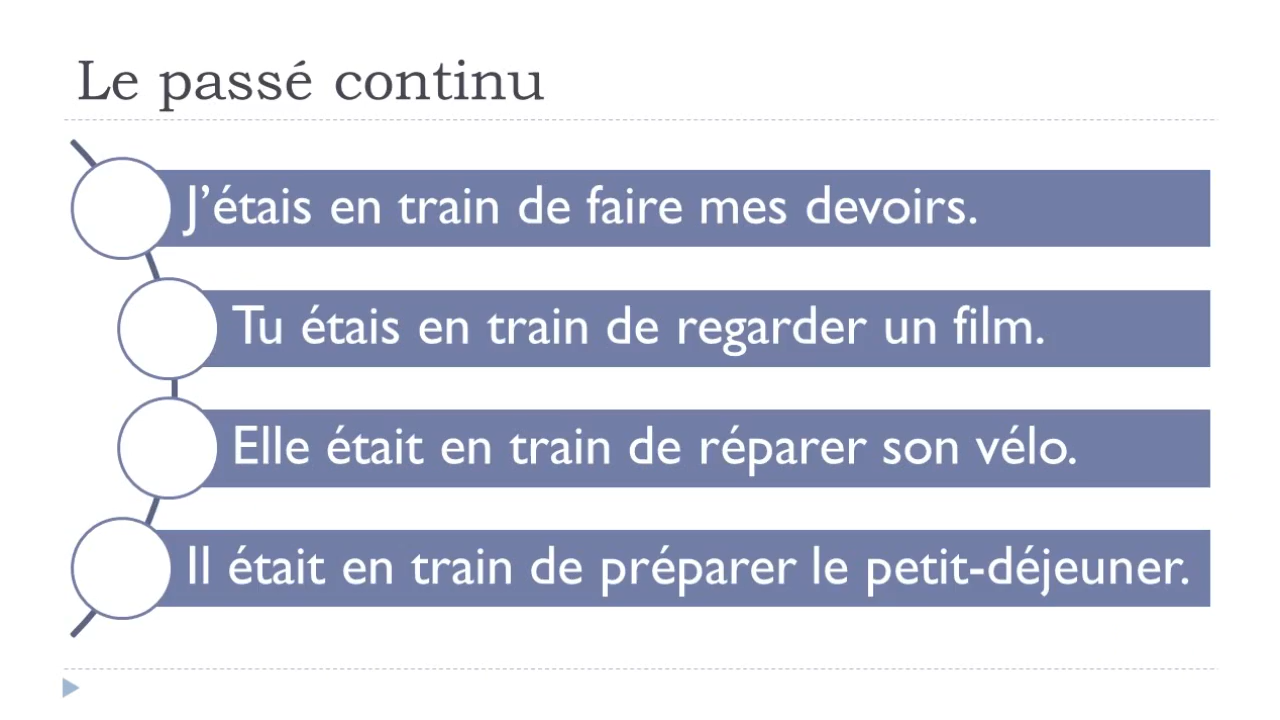 Le passé continu
J’étais en train de faire mes devoirs.
Tu étais en train de regarder un film.
Elle était en train de réparer son vélo.
Il était en train de préparer le petit-déjeuner.